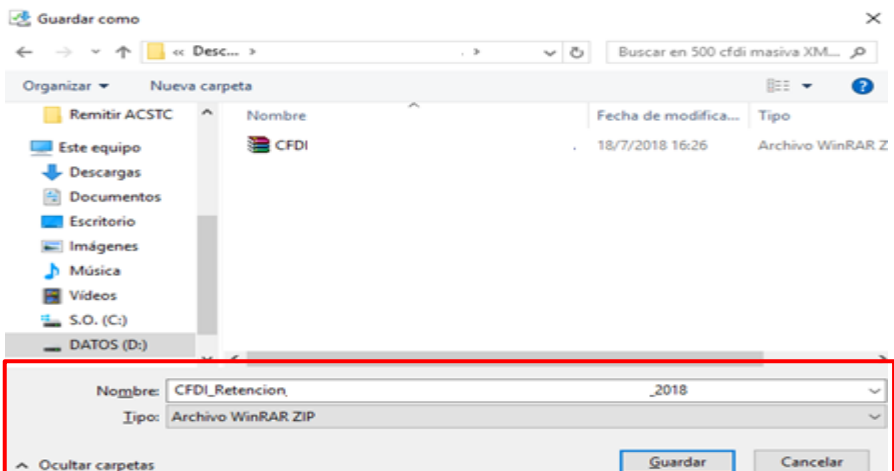 Guardar como
« Desc... ›
Buscar en 500 cfdi masiva XM...
Organizar
Nueva carpeta
Nombre
Fecha de modifica...
Tipo
Remitir ACSTC
CFDI
18/7/2018 16:26
Archivo WinRAR Z
Este equipo
Descargas
Documentos
Escritorio
Imágenes
Música
Vídeos
S.O. (C:)
DATOS (D:)
Nombre: CFDI_Retencion _2018
Tipo: Archivo WinRAR ZIP
Ocultar carpetas
Guardar
Cancelar